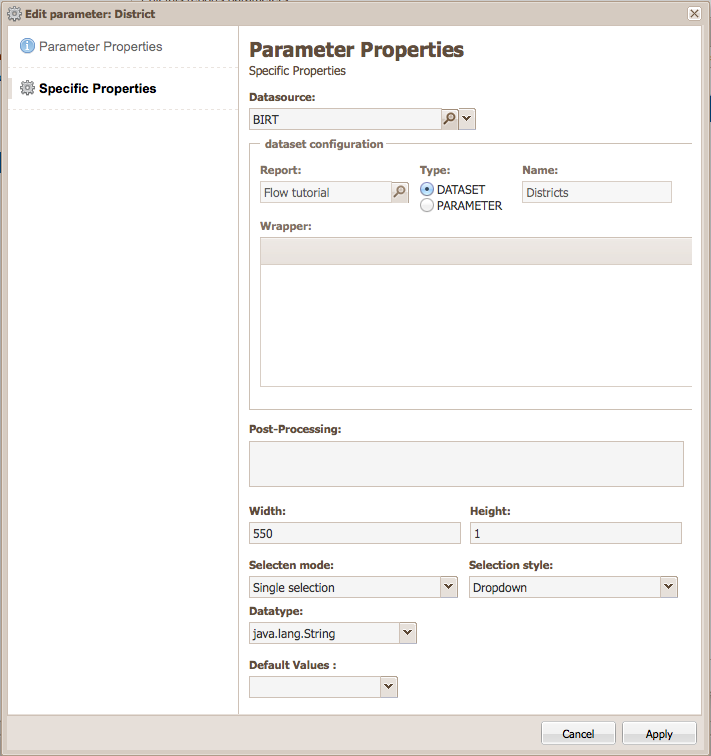 Edit parameter: District
Parameter Properties
Specific Properties
Parameter Properties
Specific Properties
Datasource:
BIRT
dataset configuration
Report: Type: Name:
Flow tutorial DATASET Districts
PARAMETER
Wrapper:
Post-Processing:
Width: Height:
550 1
Selecten mode: Selection style:
Single selection Dropdown
Datatype:
java.lang.String
Default Values :
Cancel Apply